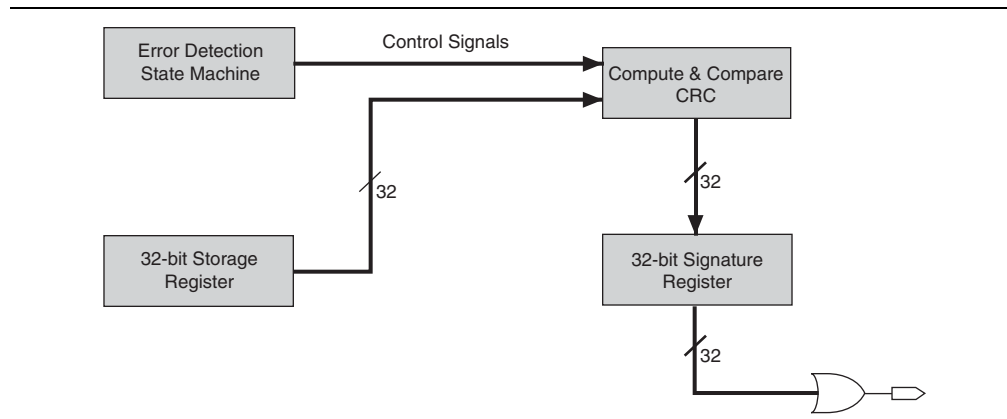 Error Detection
State Machine
Control Signals
Compute & Compare
CRC
32
32
32-bit Storage
Register
32-bit Signature
Register
32